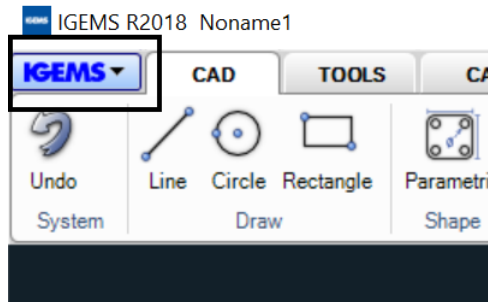 IGEMS R2018 Noname1
IGEMS CAD TOOLS
Undo Line Circle Rectangle
System Draw Shape